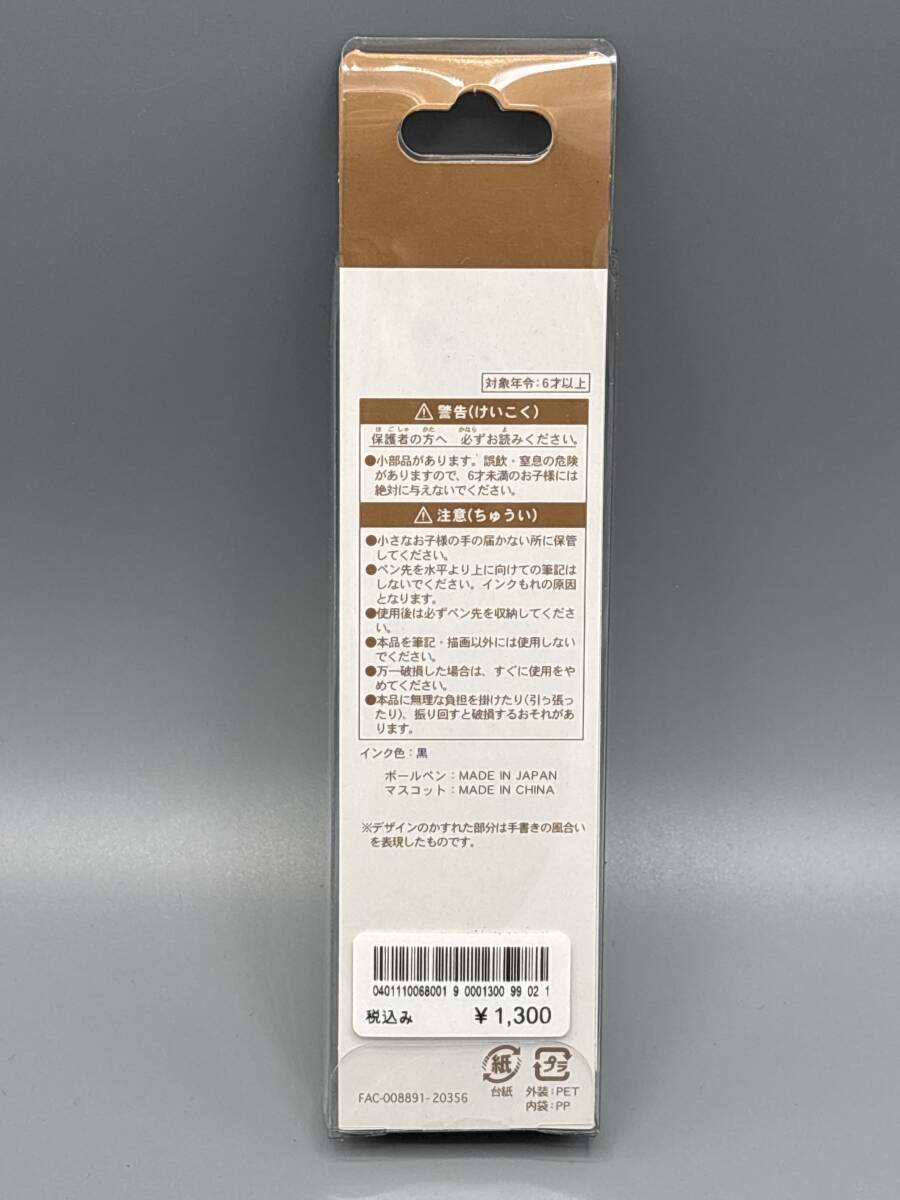 対象年令:6才以上
⚠警告(けいこく)
ほごしゃ かた かなら よ
保護者の方へ 必ずお読みください。
●小部品があります。誤飲・窒息の危険
がありますので、6才未満のお子様には
絶対に与えないでください。
⚠注意(ちゅうい)
●小さなお子様の手の届かない所に保管
してください。
●ペン先を水平より上に向けての筆記は
しないでください。インクもれの原因
となります。
●使用後は必ずペン先を収納してくださ
い。
●本品を筆記・描画以外には使用しない
でください。
●万一破損した場合は、すぐに使用をや
めてください。
●本品に無理な負担を掛けたり(引っ張っ
たり)、振り回すと破損するおそれがあ
ります。
インク色:黒
ボールペン:MADE IN JAPAN
マスコット:MADE IN CHINA
※デザインのかすれた部分は手書きの風合い
を表現したものです。
0401110068001 9 0001300 99 02 1
税込み ¥1,300
紙 プラ
台紙 外装:PET
内袋:PP
FAC-008891-20356